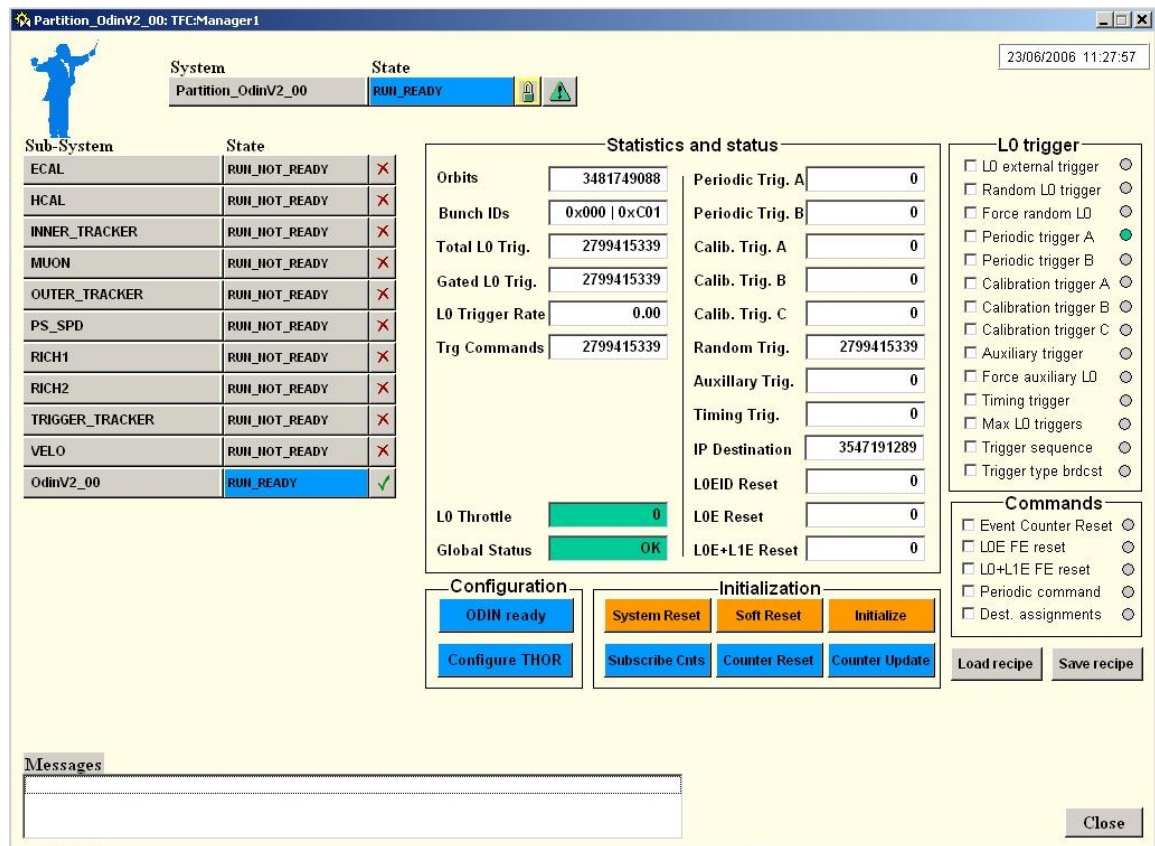 Partition_OdinV2_00: TFC:Manager1
23/06/2006 11:27:57
System State
Partition_OdinV2_00 RUN_READY
Sub-System State
ECAL RUN_NOT_READY
HCAL RUN_NOT_READY
INNER_TRACKER RUN_NOT_READY
MUON RUN_NOT_READY
OUTER_TRACKER RUN_NOT_READY
PS_SPD RUN_NOT_READY
RICH1 RUN_NOT_READY
RICH2 RUN_NOT_READY
TRIGGER_TRACKER RUN_NOT_READY
VELO RUN_NOT_READY
OdinV2_00 RUN_READY
Statistics and status
Orbits 3481749088
Bunch IDs 0x000 | 0xC01
Total L0 Trig. 2799415339
Gated L0 Trig. 2799415339
L0 Trigger Rate 0.00
Trg Commands 2799415339
L0 Throttle 0
Global Status OK
Periodic Trig. A 0
Periodic Trig. B 0
Calib. Trig. A 0
Calib. Trig. B 0
Calib. Trig. C 0
Random Trig. 2799415339
Auxillary Trig. 0
Timing Trig. 0
IP Destination 3547191289
L0EID Reset 0
L0E Reset 0
L0E+L1E Reset 0
L0 trigger
L0 external trigger
Random L0 trigger
Force random L0
Periodic trigger A
Periodic trigger B
Calibration trigger A
Calibration trigger B
Calibration trigger C
Auxiliary trigger
Force auxiliary L0
Timing trigger
Max L0 triggers
Trigger sequence
Trigger type brdcst
Commands
Event Counter Reset
L0E FE reset
L0+L1E FE reset
Periodic command
Dest. assignments
Configuration
ODIN ready
Configure THOR
Initialization
System Reset Soft Reset Initialize
Subscribe Cnts Counter Reset Counter Update
Load recipe Save recipe
Messages
Close